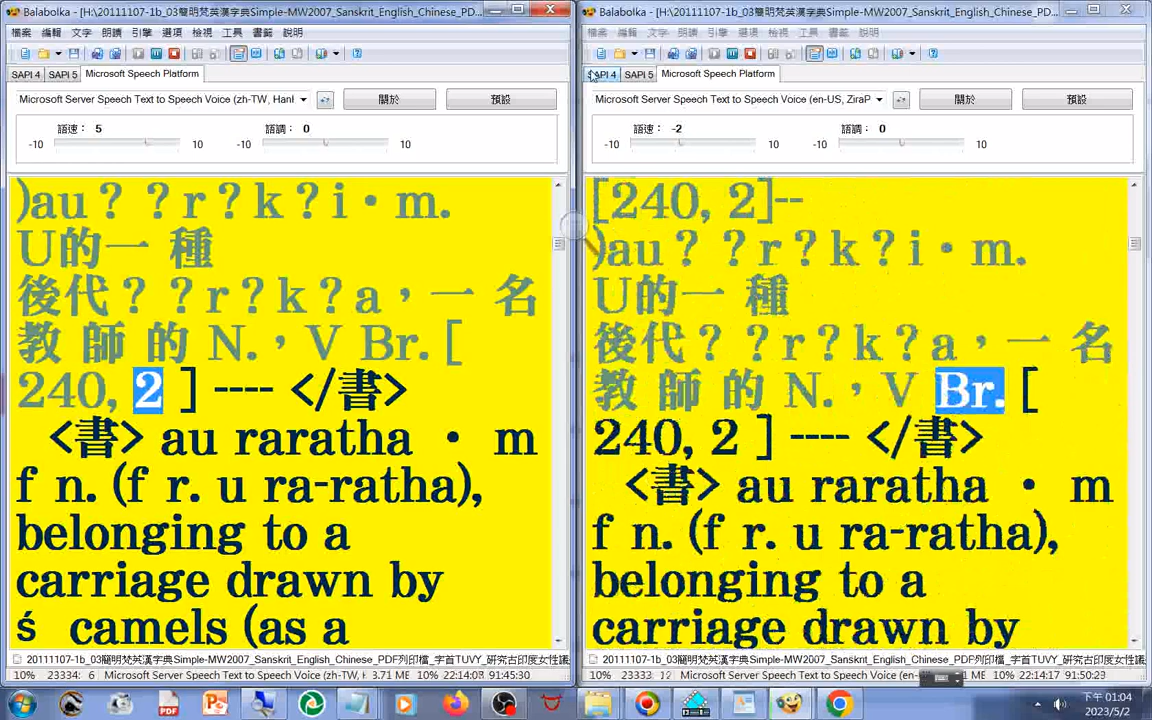 Balabolka - [H:\20111107-1b_03簡明梵英漢字典Simple-MW2007_Sanskrit_English_Chinese_PD...
檔案 編輯 文字 朗讀 引擎 選項 檢視 工具 書籤 說明
SAPI 4 SAPI 5 Microsoft Speech Platform
Microsoft Server Speech Text to Speech Voice (zh-TW, Hanl
關於 預設
語速： 5 語調： 0
-10 10 -10 10
)au？？r？k？i・m.
U的一 種
後代？？r？k？a，一 名
教 師 的 N.，V Br. [
240, 2 ] ---- </書>
<書> au raratha ・ m
f n. (f r. u ra-ratha),
belonging to a
carriage drawn by
ś camels (as a
20111107-1b_03簡明梵英漢字典Simple-MW2007_Sanskrit_English_Chinese_PDF列印檔_字首TUVY_研究古印度女性議
10% 23334: 6 Microsoft Server Speech Text to Speech Voice (zh-TW, H 3.71 ME 10% 22:14:08 91:45:30
Balabolka - [H:\20111107-1b_03簡明梵英漢字典Simple-MW2007_Sanskrit_English_Chinese_PD...
檔案 編輯 文字 朗讀 引擎 選項 檢視 工具 書籤 說明
SAPI 4 SAPI 5 Microsoft Speech Platform
Microsoft Server Speech Text to Speech Voice (en-US, ZiraP
關於 預設
語速： -2 語調： 0
-10 10 -10 10
[240, 2]--
)au？？r？k？i・m.
U的一 種
後代？？r？k？a，一 名
教 師 的 N.，V Br. [
240, 2 ] ---- </書>
<書> au raratha ・ m
f n. (f r. u ra-ratha),
belonging to a
carriage drawn by
20111107-1b_03簡明梵英漢字典Simple-MW2007_Sanskrit_English_Chinese_PDF列印檔_字首TUVY_研究古印度女性議
10% 23333 12 Microsoft Server Speech Text to Speech Voice (en-US 10% 22:14:17 91:50:23
PDF
下午 01:04
2023/5/2